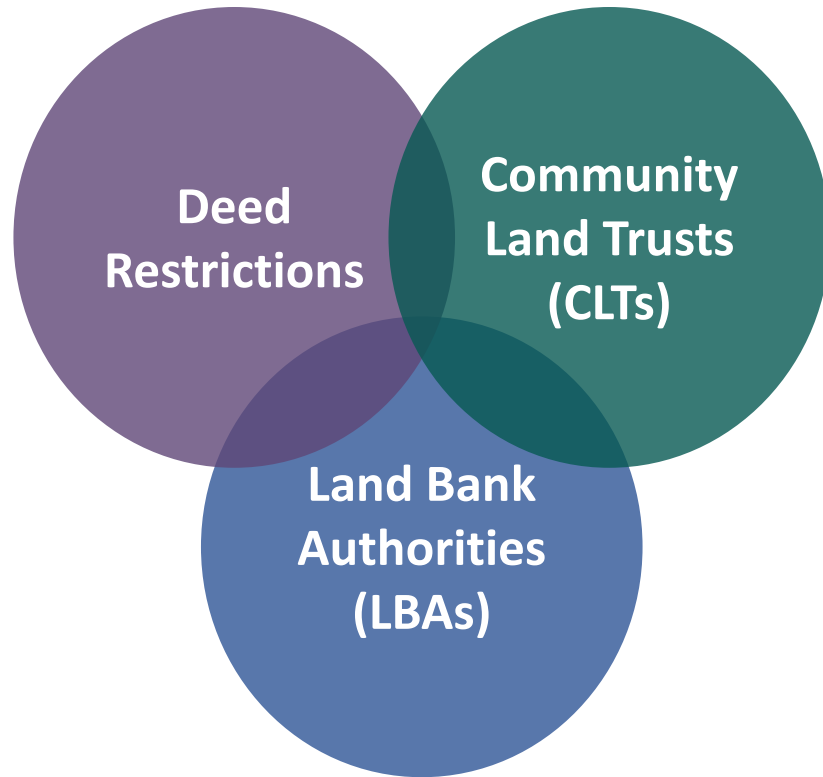 Deed
Restrictions
Community
Land Trusts
(CLTs)
Land Bank
Authorities
(LBAs)